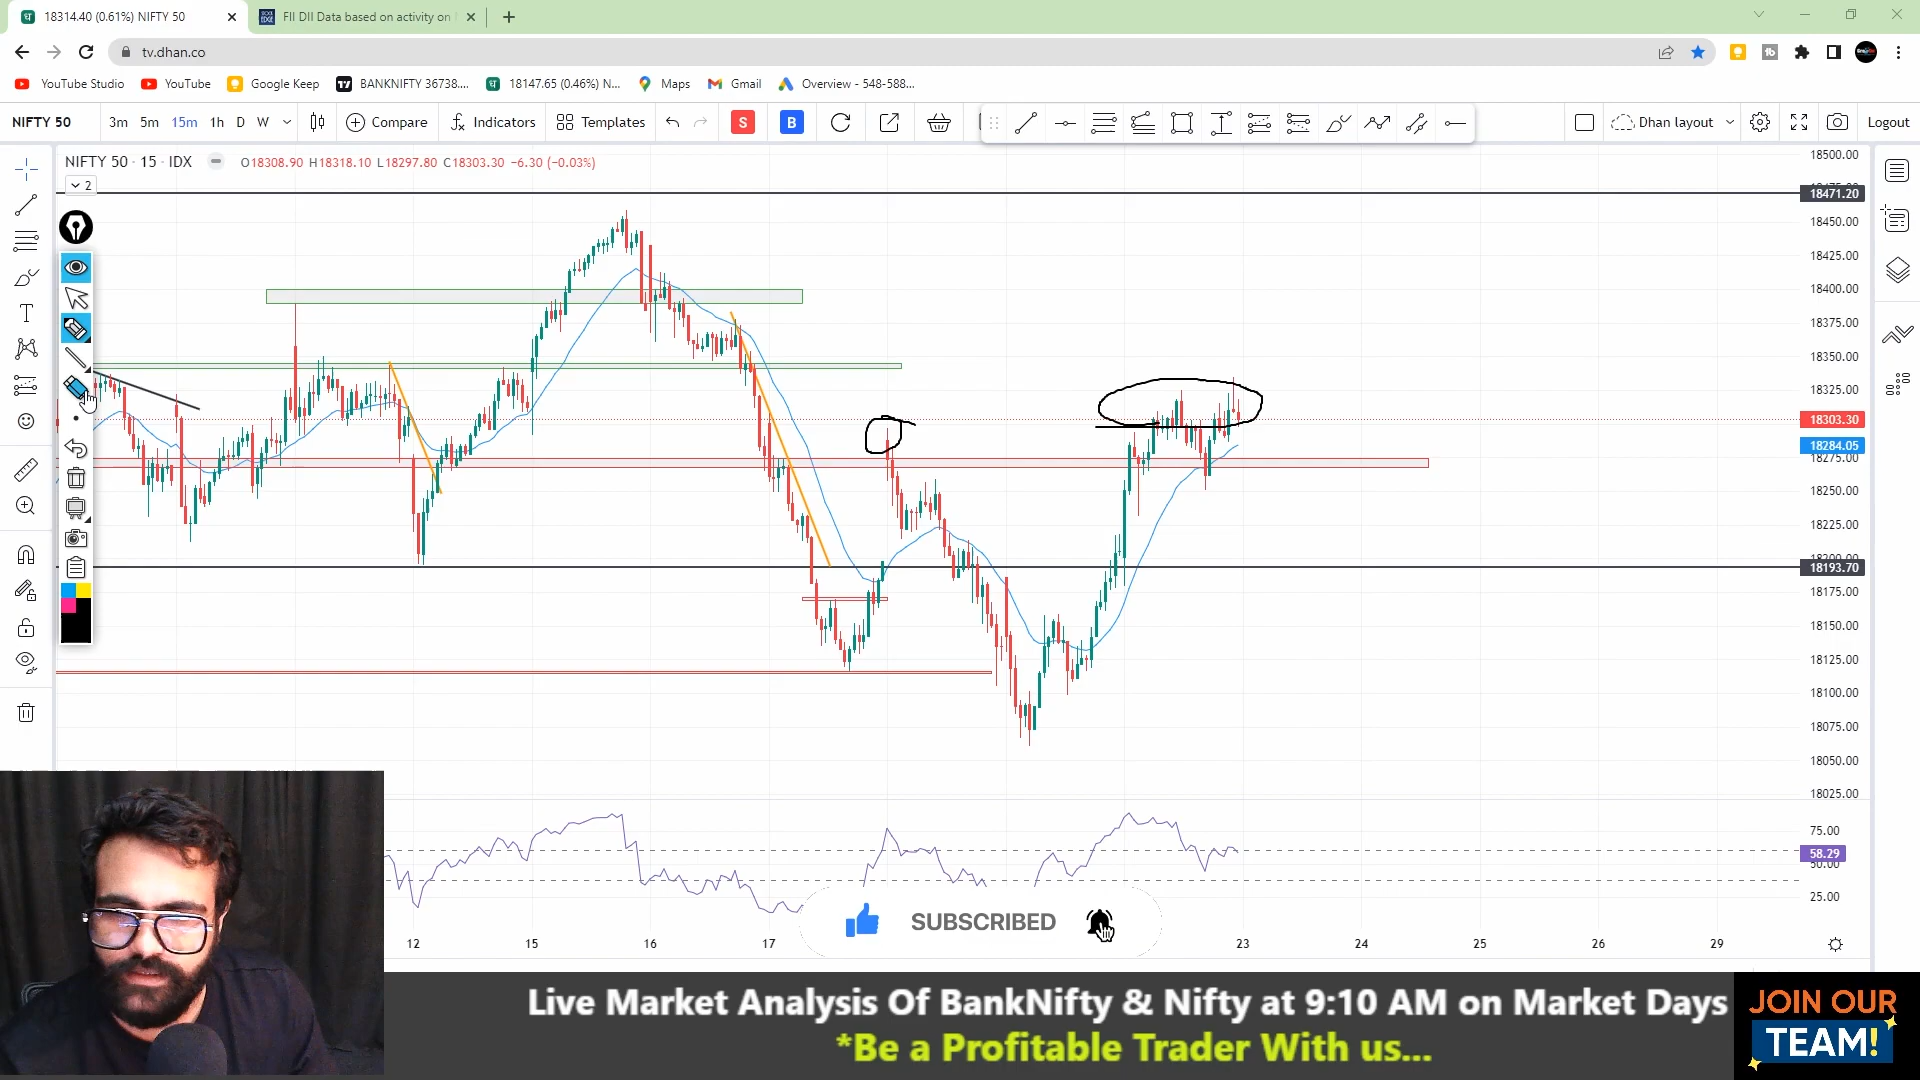 18314.40 (0.61%) NIFTY 50
FII DII Data based on activity on
tv.dhan.co
YouTube Studio
YouTube
Google Keep
BANKNIFTY 36738....
18147.65 (0.46%) N...
Maps
Gmail
Overview - 548-588...
NIFTY 50
3m 5m 15m 1h D W
Compare
Indicators
Templates
S
B
Dhan layout
Logout
NIFTY 50 · 15 · IDX
O18308.90 H18318.10 L18297.80 C18303.30 −6.30 (−0.03%)
2
18500.00
18471.20
18450.00
18425.00
18400.00
18375.00
18350.00
18325.00
18303.30
18284.05
18275.00
18250.00
18225.00
18200.00
18193.70
18175.00
18150.00
18125.00
18100.00
18075.00
18050.00
18025.00
75.00
58.29
50.00
25.00
12 15 16 17 23 24 25 26 29
SUBSCRIBED
Live Market Analysis Of BankNifty & Nifty at 9:10 AM on Market Days
*Be a Profitable Trader With us...
JOIN OUR
TEAM!